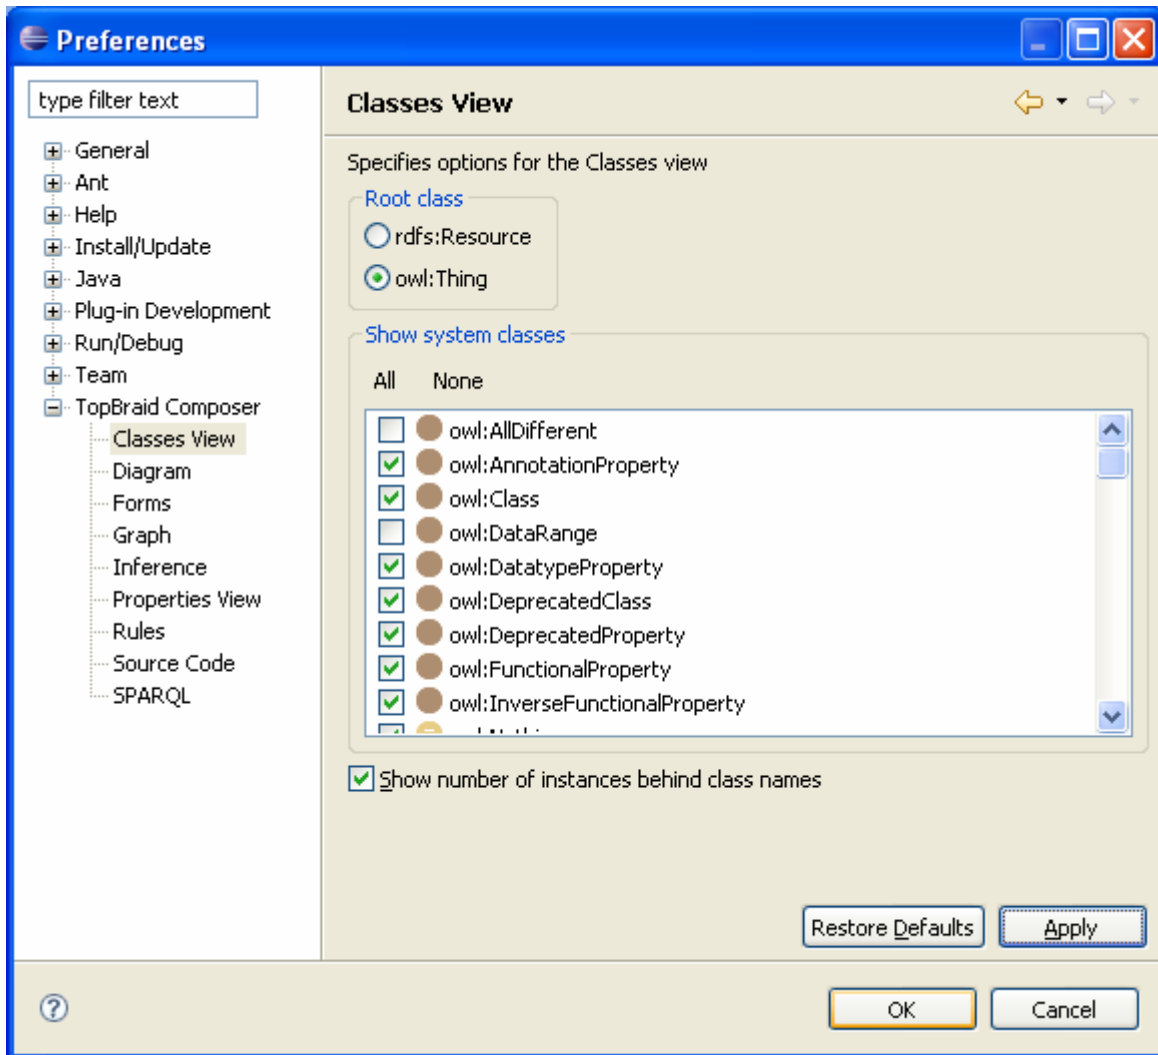 Preferences
type filter text
General
Ant
Help
Install/Update
Java
Plug-in Development
Run/Debug
Team
TopBraid Composer
Classes View
Diagram
Forms
Graph
Inference
Properties View
Rules
Source Code
SPARQL
Classes View
Specifies options for the Classes view
Root class
rdfs:Resource
owl:Thing
Show system classes
All None
owl:AllDifferent
owl:AnnotationProperty
owl:Class
owl:DataRange
owl:DatatypeProperty
owl:DeprecatedClass
owl:DeprecatedProperty
owl:FunctionalProperty
owl:InverseFunctionalProperty
Show number of instances behind class names
Restore Defaults Apply
OK Cancel